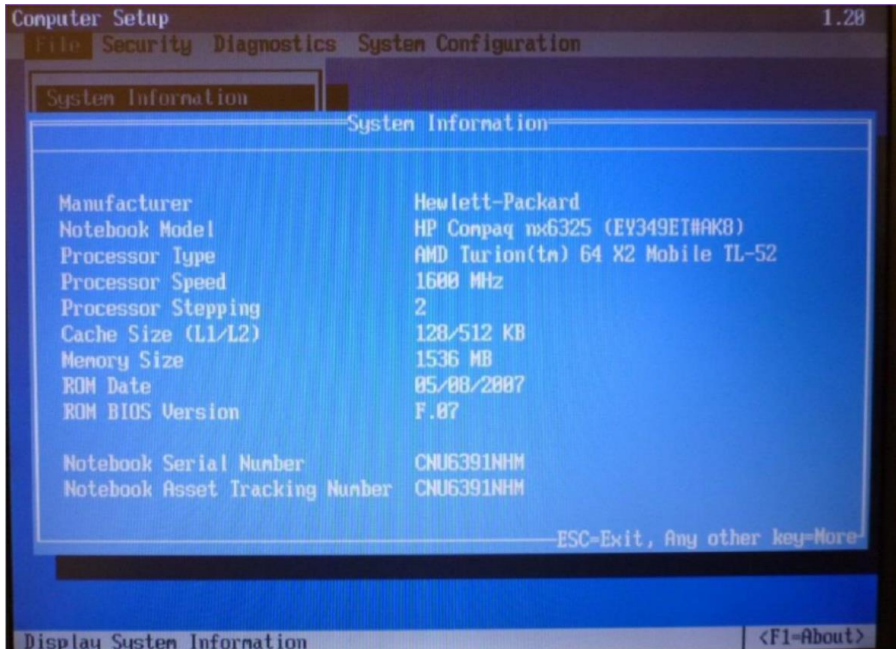 Computer Setup 1.20
File Security Diagnostics System Configuration
System Information
System Information
Manufacturer Hewlett-Packard
Notebook Model HP Compaq nx6325 (EY349ET#AK8)
Processor Type AMD Turion(tm) 64 X2 Mobile TL-52
Processor Speed 1600 MHz
Processor Stepping 2
Cache Size (L1/L2) 128/512 KB
Memory Size 1536 MB
ROM Date 05/08/2007
ROM BIOS Version F.07
Notebook Serial Number CNU6391NHM
Notebook Asset Tracking Number CNU6391NHM
ESC=Exit, Any other key=More
Display System Information <F1=About>